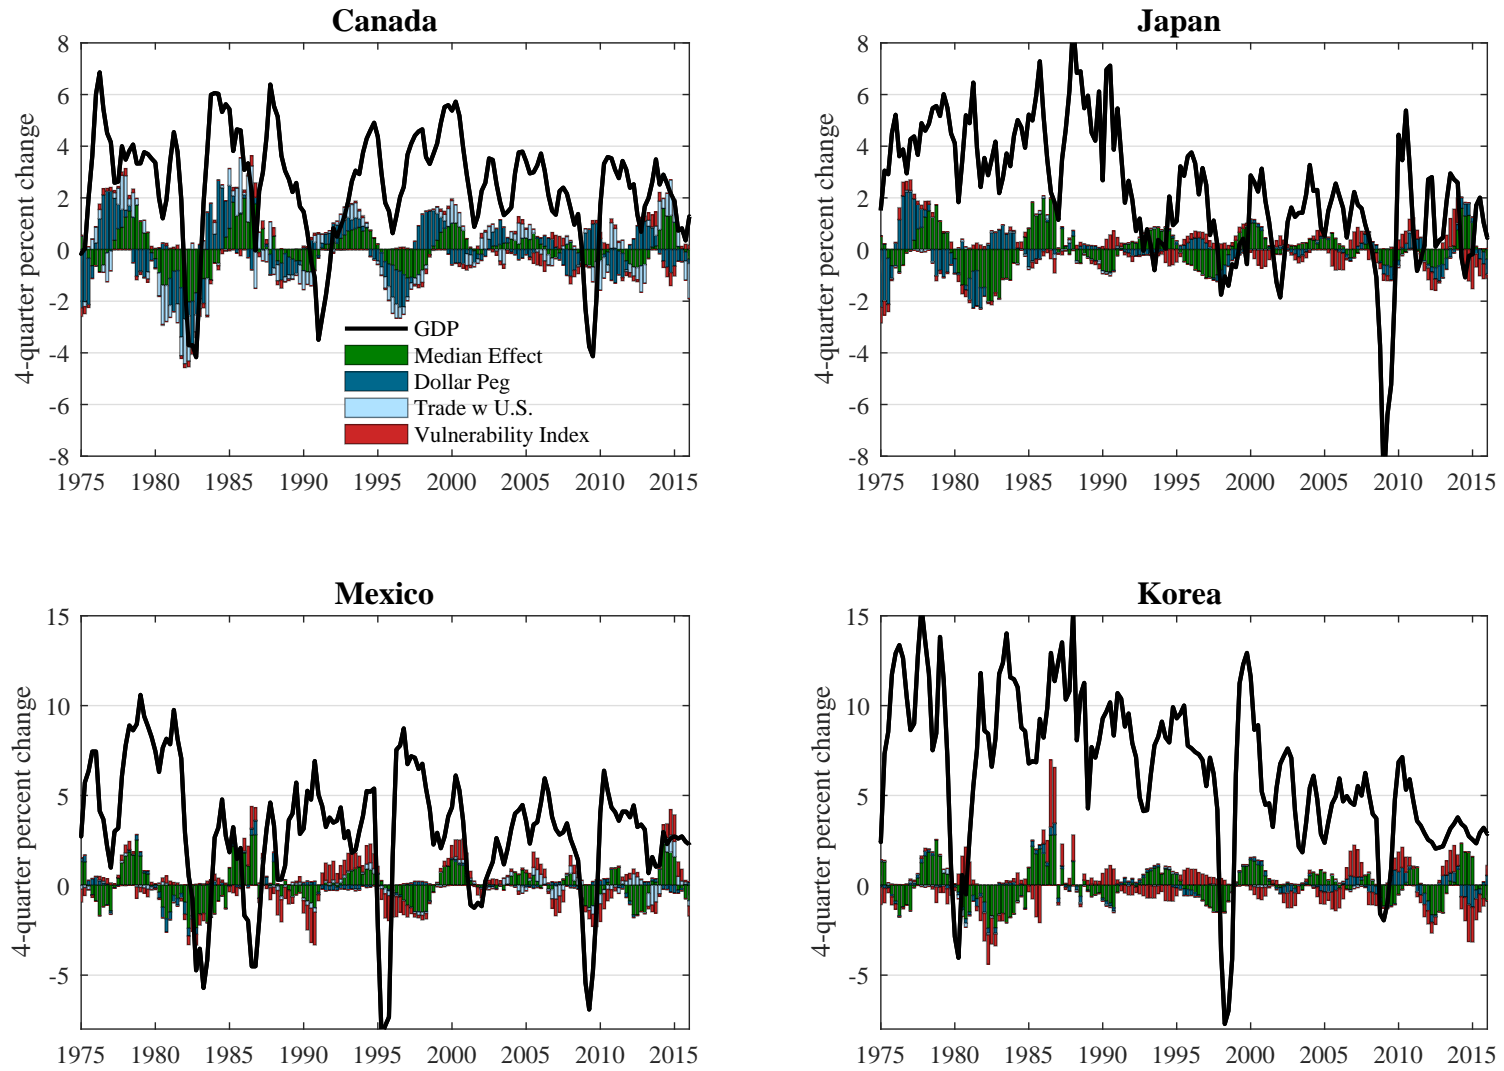 Canada
8
6
4
2
0
-2
-4
-6
-8
4-quarter percent change
GDP
Median Effect
Dollar Peg
Trade w U.S.
Vulnerability Index
1975 1980 1985 1990 1995 2000 2005 2010 2015
Japan
8
6
4
2
0
-2
-4
-6
-8
4-quarter percent change
1975 1980 1985 1990 1995 2000 2005 2010 2015
Mexico
15
10
5
0
-5
4-quarter percent change
1975 1980 1985 1990 1995 2000 2005 2010 2015
Korea
15
10
5
0
-5
4-quarter percent change
1975 1980 1985 1990 1995 2000 2005 2010 2015